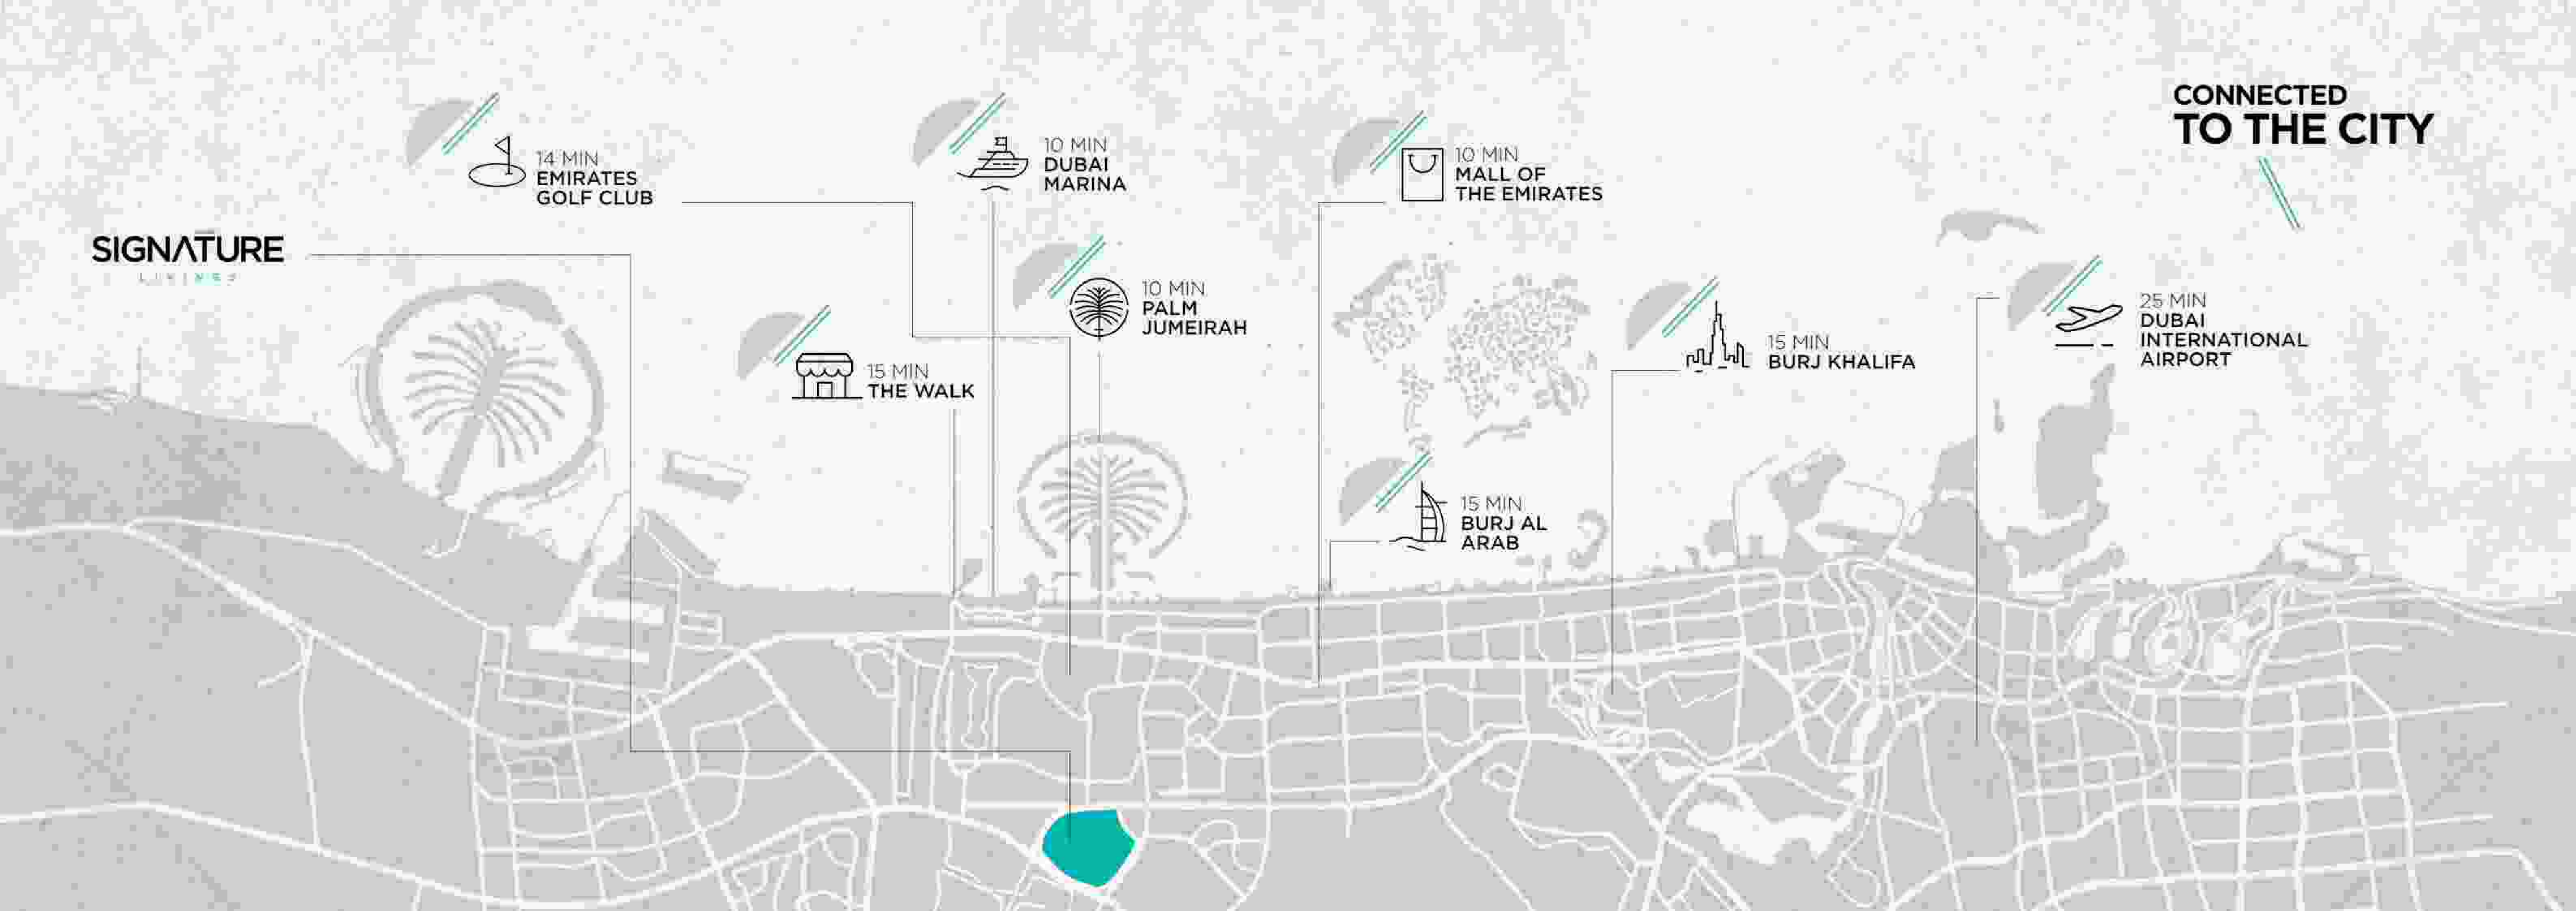 CONNECTED
TO THE CITY
SIGNATURE
LIVINGS
14 MIN
EMIRATES
GOLF CLUB
10 MIN
DUBAI
MARINA
10 MIN
MALL OF
THE EMIRATES
10 MIN
PALM
JUMEIRAH
15 MIN
THE WALK
15 MIN
BURJ KHALIFA
25 MIN
DUBAI
INTERNATIONAL
AIRPORT
15 MIN
BURJ AL
ARAB